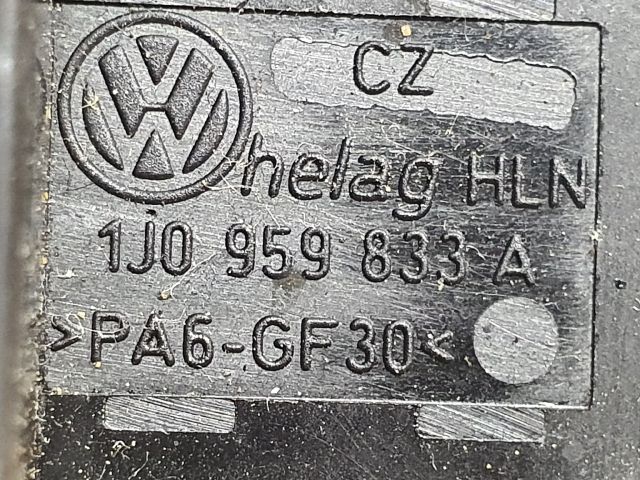 CZ
helag HLN
1J0 959 833 A
>PA6-GF30<